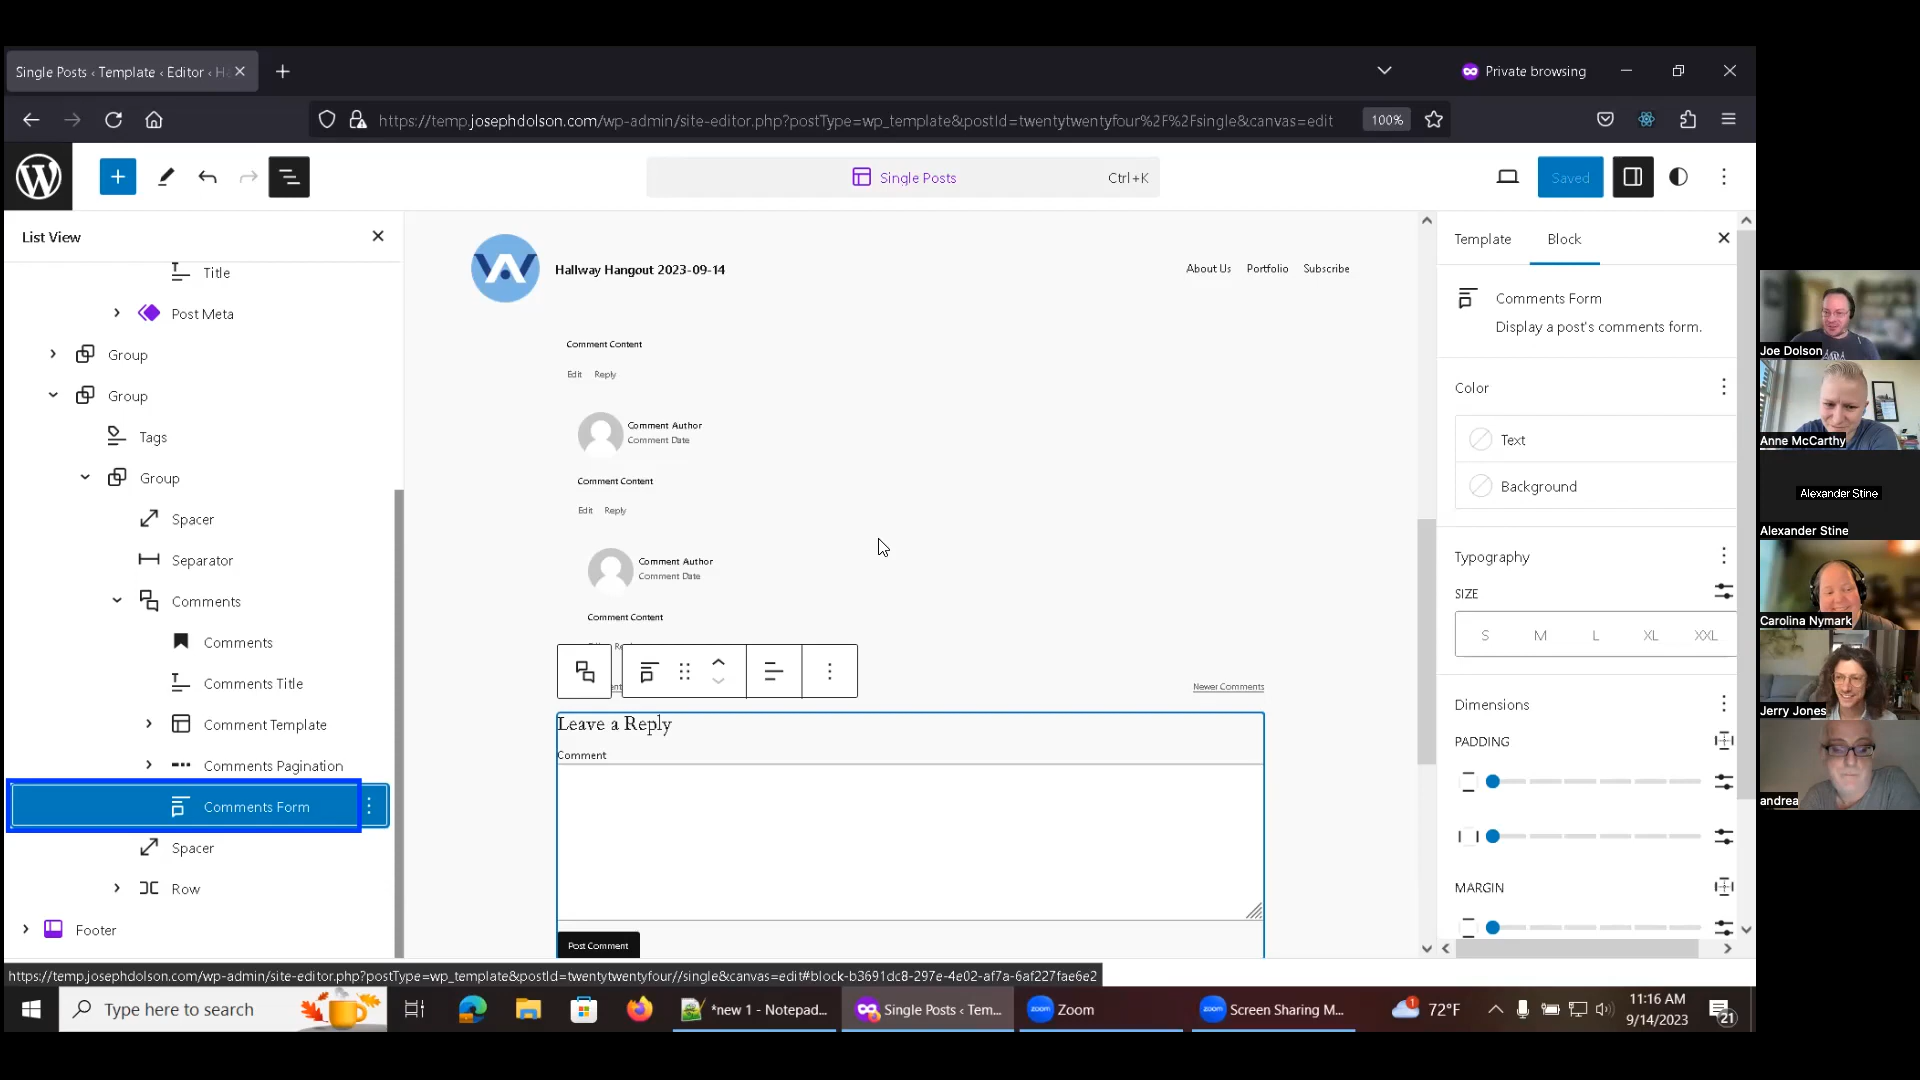 Single Posts ‹ Template ‹ Editor ‹ H
Private browsing
https://temp.josephdolson.com/wp-admin/site-editor.php?postType=wp_template&postId=twentytwentyfour%2F%2Fsingle&canvas=edit
100%
Single Posts
Ctrl+K
Saved
List View
Title
Post Meta
Group
Group
Tags
Group
Spacer
Separator
Comments
Comments
Comments Title
Comment Template
Comments Pagination
Comments Form
Spacer
Row
Footer
Hallway Hangout 2023-09-14
About Us Portfolio Subscribe
Comment Content
Edit Reply
Comment Author
Comment Date
Comment Content
Edit Reply
Comment Author
Comment Date
Comment Content
Newer Comments
Leave a Reply
Comment
Post Comment
Template
Block
Comments Form
Display a post's comments form.
Color
Text
Background
Typography
SIZE
S M L XL XXL
Dimensions
PADDING
MARGIN
Joe Dolson
Anne McCarthy
Alexander Stine
Alexander Stine
Carolina Nymark
Jerry Jones
andrea
https://temp.josephdolson.com/wp-admin/site-editor.php?postType=wp_template&postId=twentytwentyfour//single&canvas=edit#block-b3691dc8-297e-4e02-af7a-6af227fae6e2
Type here to search
*new 1 - Notepad...
Single Posts ‹ Tem...
Zoom
zoom
Screen Sharing M...
1
72°F
11:16 AM
9/14/2023
21